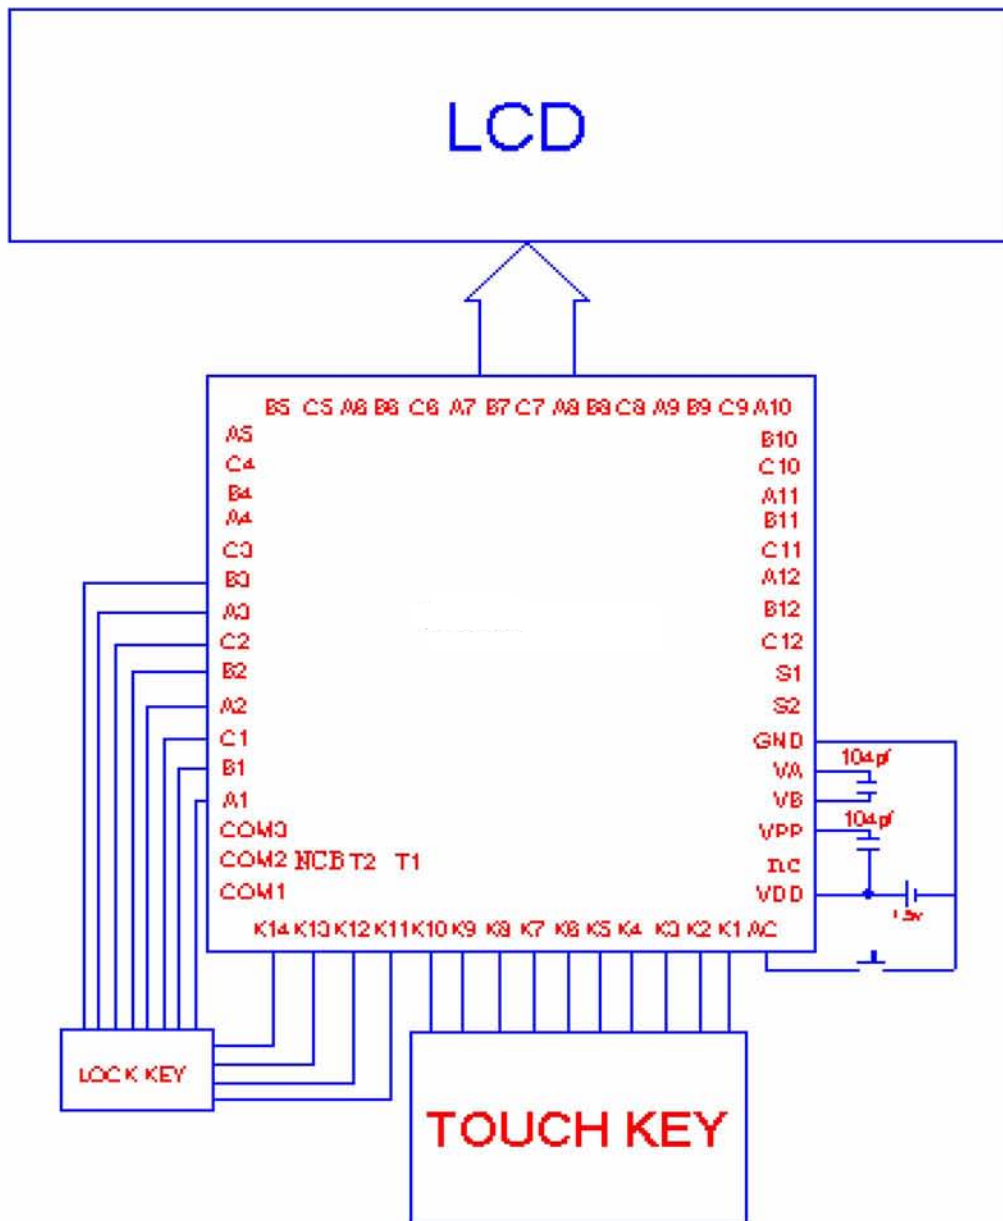 LCD
B5 C5 A6 B6 C6 A7 B7 C7 A8 B8 C8 A9 B9 C9 A10
A5
C4
B4
A4
C3
B3
A3
C2
B2
A2
C1
B1
A1
COM3
COM2 NCB T2 T1
COM1
B10
C10
A11
B11
C11
A12
B12
C12
S1
S2
GND
VA
VB
VPP
nc
VDD
104pf
104pf
K14 K13 K12 K11 K10 K9 K8 K7 K6 K5 K4 K3 K2 K1 AC
LOCK KEY
TOUCH KEY